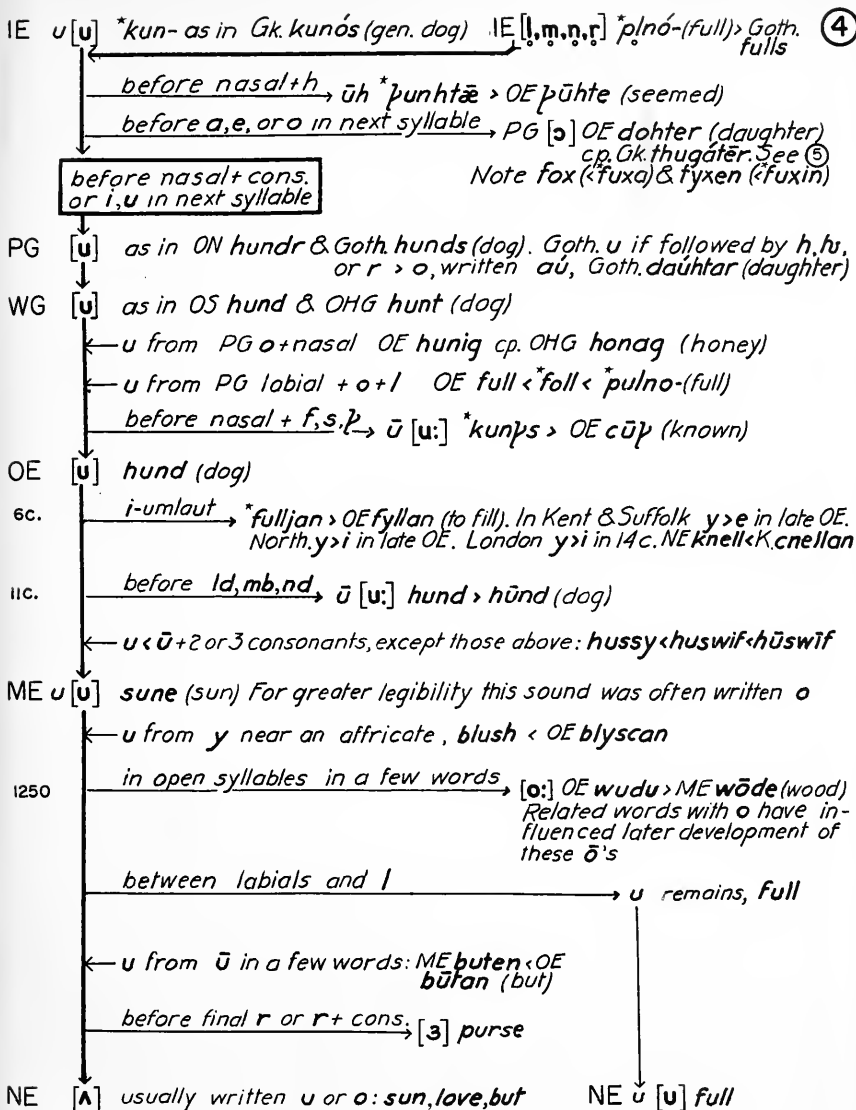 IE u[u] *kun- as in Gk. kunós (gen. dog) IE [l̥,m̥,n̥,r̥] *pl̥nó-(full)> Goth. fulls ④
before nasal+h → ūh *þunhtǣ > OE þūhte (seemed)
before a,e, or o in next syllable → PG [ɔ] OE dohter (daughter)
cp. Gk. thugátēr. See ⑤
Note fox (<*fuxa) & fyxen (<*fuxin)
before nasal + cons.
or i, u in next syllable
PG [u] as in ON hundr & Goth. hunds (dog). Goth. u if followed by h, ƕ,
or r > o, written aú, Goth. daúhtar (daughter)
WG [u] as in OS hund & OHG hunt (dog)
← u from PG o+nasal OE hunig cp. OHG honag (honey)
← u from PG labial + o + l OE full < *foll < *pulno-(full)
before nasal + f, s, þ → ū [u:] *kunþs > OE cūþ (known)
OE [u] hund (dog)
6c. i-umlaut → *fulljan > OE fyllan (to fill). In Kent & Suffolk y>e in late OE.
North. y>i in late OE. London y>i in 14c. NE knell<K. cnellan
11c. before ld, mb, nd → ū [u:] hund > hūnd (dog)
← u < ū + 2 or 3 consonants, except those above: hussy<huswif<hūswīf
ME u [u] sune (sun) For greater legibility this sound was often written o
← u from y near an affricate, blush < OE blyscan
1250 in open syllables in a few words → [o:] OE wudu > ME wōde (wood)
Related words with o have in-
fluenced later development of
these ō's
between labials and l → u remains, full
← u from ū in a few words: ME buten < OE
būtan (but)
before final r or r + cons. → [ɜ] purse
NE [ʌ] usually written u or o: sun, love, but NE u [u] full